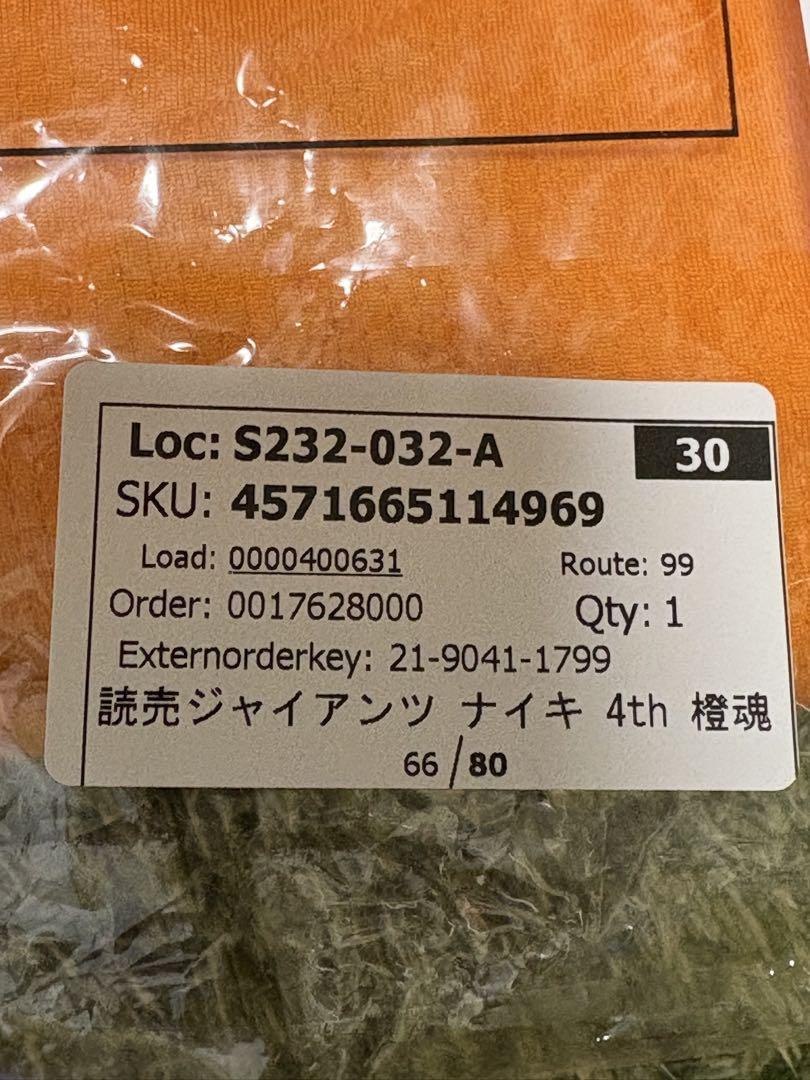 Loc: S232-032-A 30
SKU: 4571665114969
Load: 0000400631 Route: 99
Order: 0017628000 Qty: 1
Externorderkey: 21-9041-1799
読売ジャイアンツ ナイキ 4th 橙魂
66/80